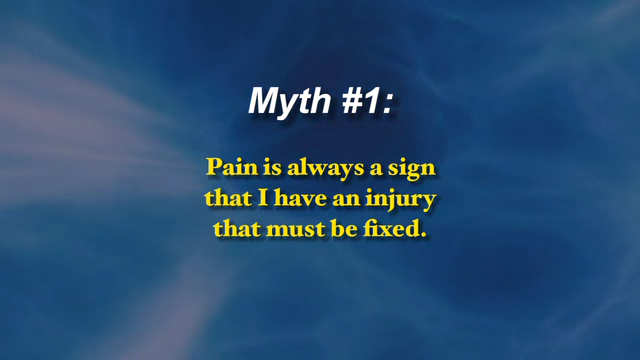 Myth #1:
Pain is always a sign
that I have an injury
that must be fixed.